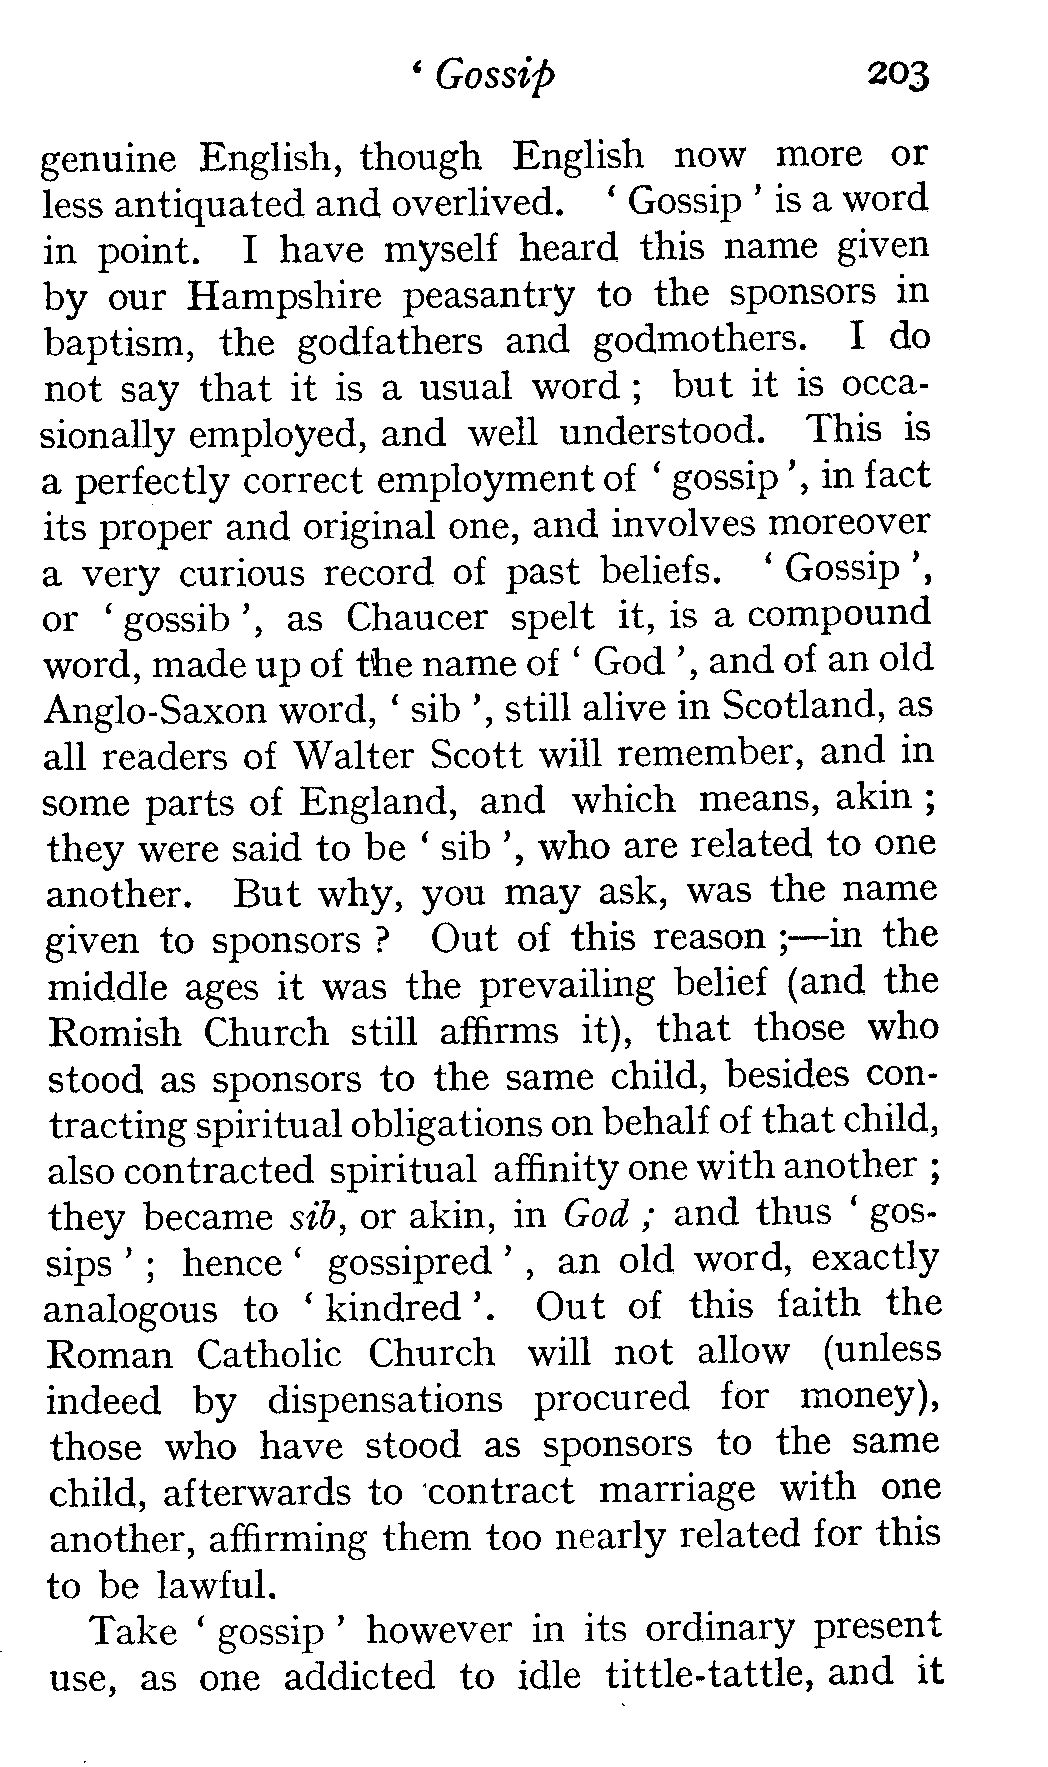 ‘ Gossip 203
genuine English, though English now more or
less antiquated and overlived. ‘ Gossip ’ is a word
in point. I have myself heard this name given
by our Hampshire peasantry to the sponsors in
baptism, the godfathers and godmothers. I do
not say that it is a usual word ; but it is occa-
sionally employed, and well understood. This is
a perfectly correct employment of ‘ gossip ’, in fact
its proper and original one, and involves moreover
a very curious record of past beliefs. ‘ Gossip ’,
or ‘ gossib ’, as Chaucer spelt it, is a compound
word, made up of the name of ‘ God ’, and of an old
Anglo-Saxon word, ‘ sib ’, still alive in Scotland, as
all readers of Walter Scott will remember, and in
some parts of England, and which means, akin ;
they were said to be ‘ sib ’, who are related to one
another. But why, you may ask, was the name
given to sponsors ? Out of this reason ;—in the
middle ages it was the prevailing belief (and the
Romish Church still affirms it), that those who
stood as sponsors to the same child, besides con-
tracting spiritual obligations on behalf of that child,
also contracted spiritual affinity one with another ;
they became sib, or akin, in God ; and thus ‘ gos-
sips ’ ; hence ‘ gossipred ’ , an old word, exactly
analogous to ‘ kindred ’. Out of this faith the
Roman Catholic Church will not allow (unless
indeed by dispensations procured for money),
those who have stood as sponsors to the same
child, afterwards to contract marriage with one
another, affirming them too nearly related for this
to be lawful.
Take ‘ gossip ’ however in its ordinary present
use, as one addicted to idle tittle-tattle, and it